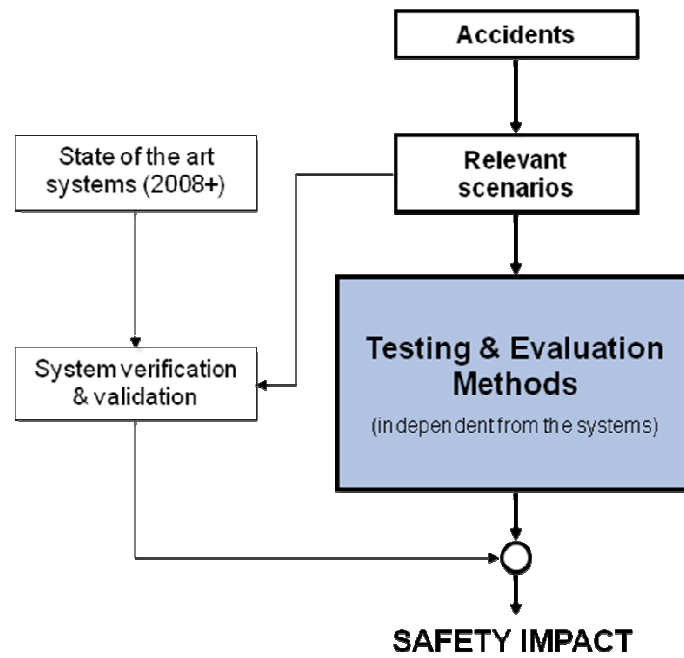 Accidents
State of the art
systems (2008+)
Relevant
scenarios
Testing & Evaluation
Methods
(independent from the systems)
System verification
& validation
SAFETY IMPACT